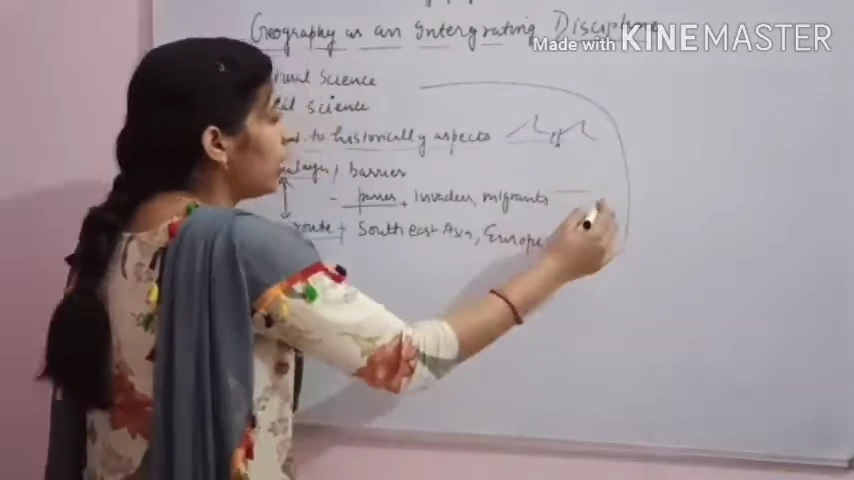 Geography as an Intergrating Discipline
Made with KINEMASTER
Science
science
to historically aspects
/ barrier
- passes + invaders, migrants
route + South east Asia, Europe